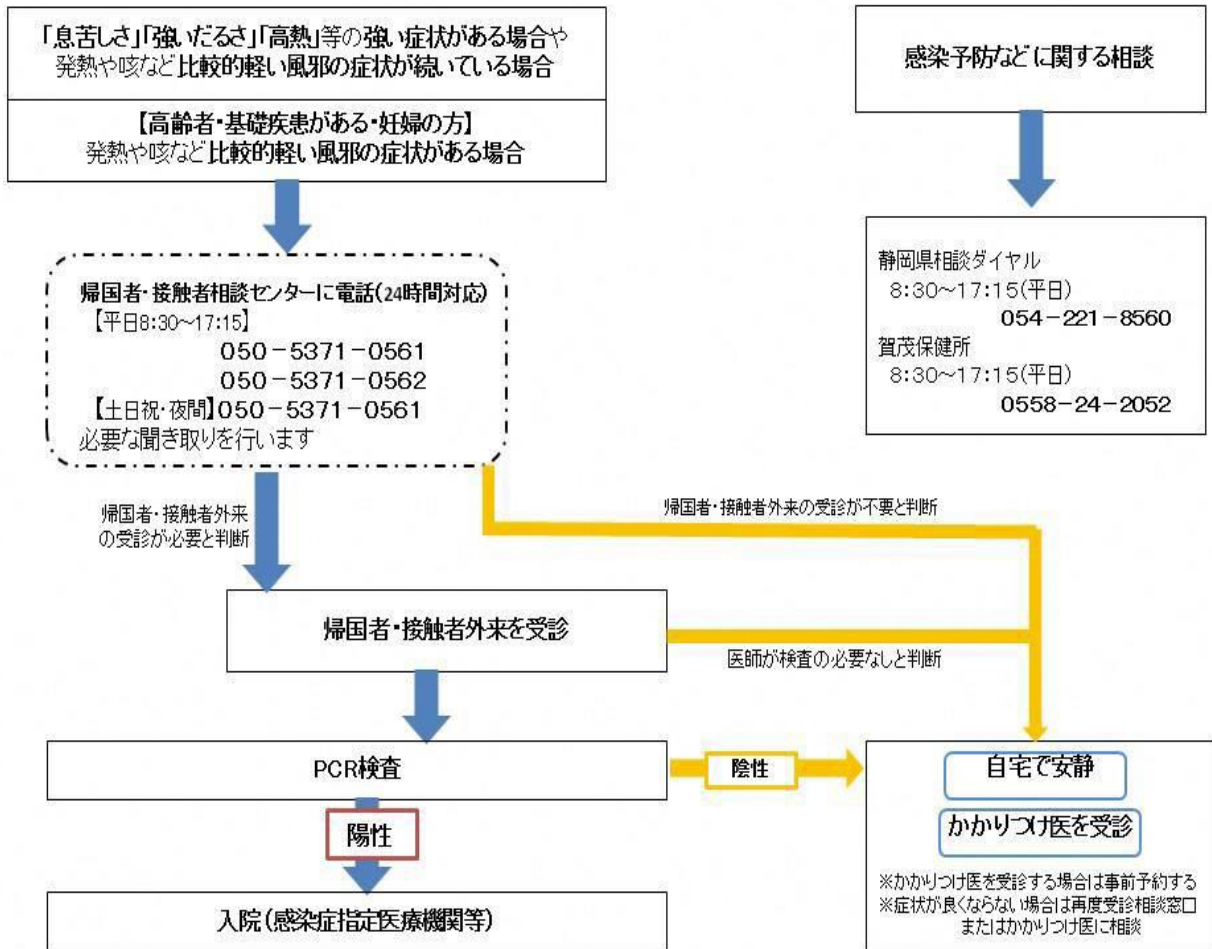 「息苦しさ」「強いだるさ」「高熱」等の強い症状がある場合や
発熱や咳など比較的軽い風邪の症状が続いている場合
【高齢者・基礎疾患がある・妊婦の方】
発熱や咳など比較的軽い風邪の症状がある場合
帰国者・接触者相談センターに電話(24時間対応)
【平日8:30～17:15】
050-5371-0561
050-5371-0562
【土日祝・夜間】050-5371-0561
必要な聞き取りを行います
感染予防などに関する相談
静岡県相談ダイヤル
8:30～17:15(平日)
054-221-8560
賀茂保健所
8:30～17:15(平日)
0558-24-2052
帰国者・接触者外来
の受診が必要と判断
帰国者・接触者外来の受診が不要と判断
帰国者・接触者外来を受診
医師が検査の必要なしと判断
PCR検査
陰性
陽性
入院(感染症指定医療機関等)
自宅で安静
かかりつけ医を受診
※かかりつけ医を受診する場合は事前予約する
※症状が良くならない場合は再度受診相談窓口
またはかかりつけ医に相談